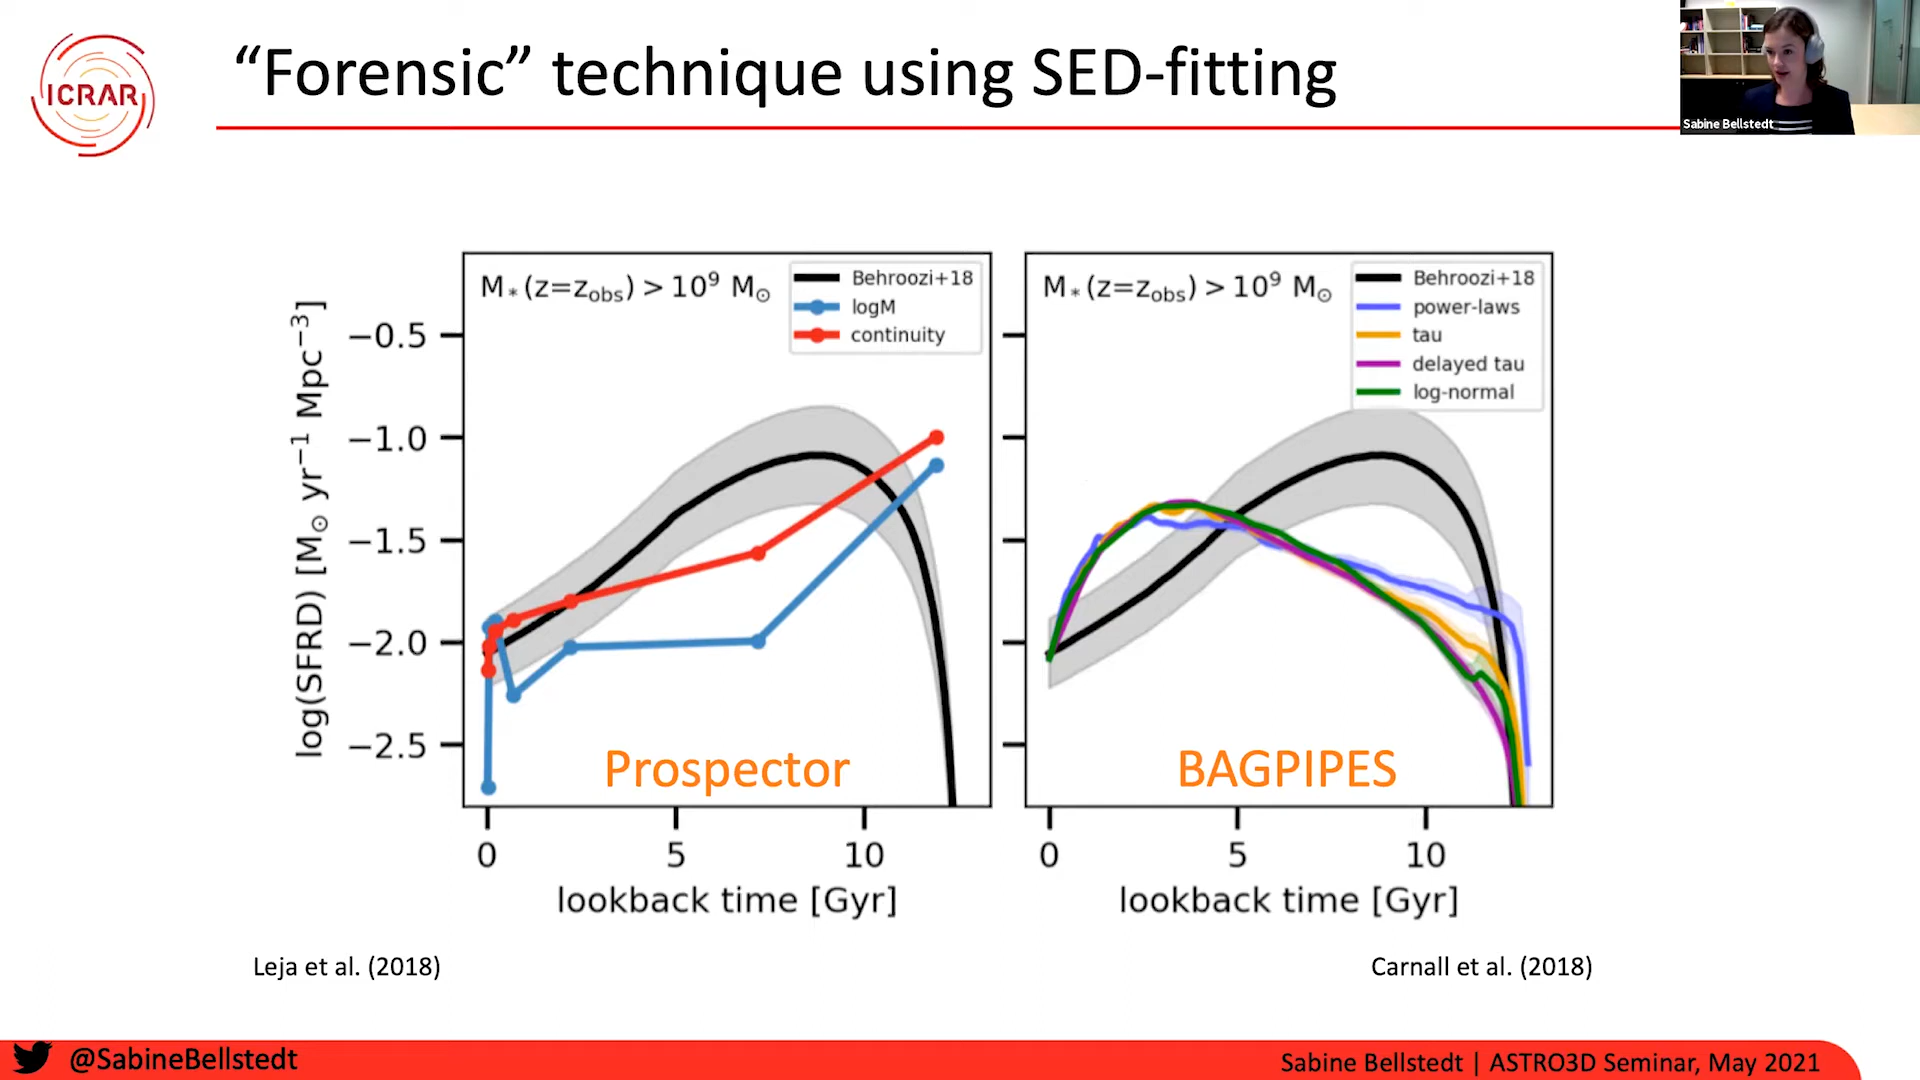 ICRAR
“Forensic” technique using SED-fitting
Sabine Bellstedt
M∗(z=z_obs) > 10⁹ M⊙
Behroozi+18
logM
continuity
M∗(z=z_obs) > 10⁹ M⊙
Behroozi+18
power-laws
tau
delayed tau
log-normal
log(SFRD) [M⊙ yr⁻¹ Mpc⁻³]
−0.5
−1.0
−1.5
−2.0
−2.5
Prospector
BAGPIPES
0 5 10
0 5 10
lookback time [Gyr]
lookback time [Gyr]
Leja et al. (2018)
Carnall et al. (2018)
@SabineBellstedt
Sabine Bellstedt | ASTRO3D Seminar, May 2021